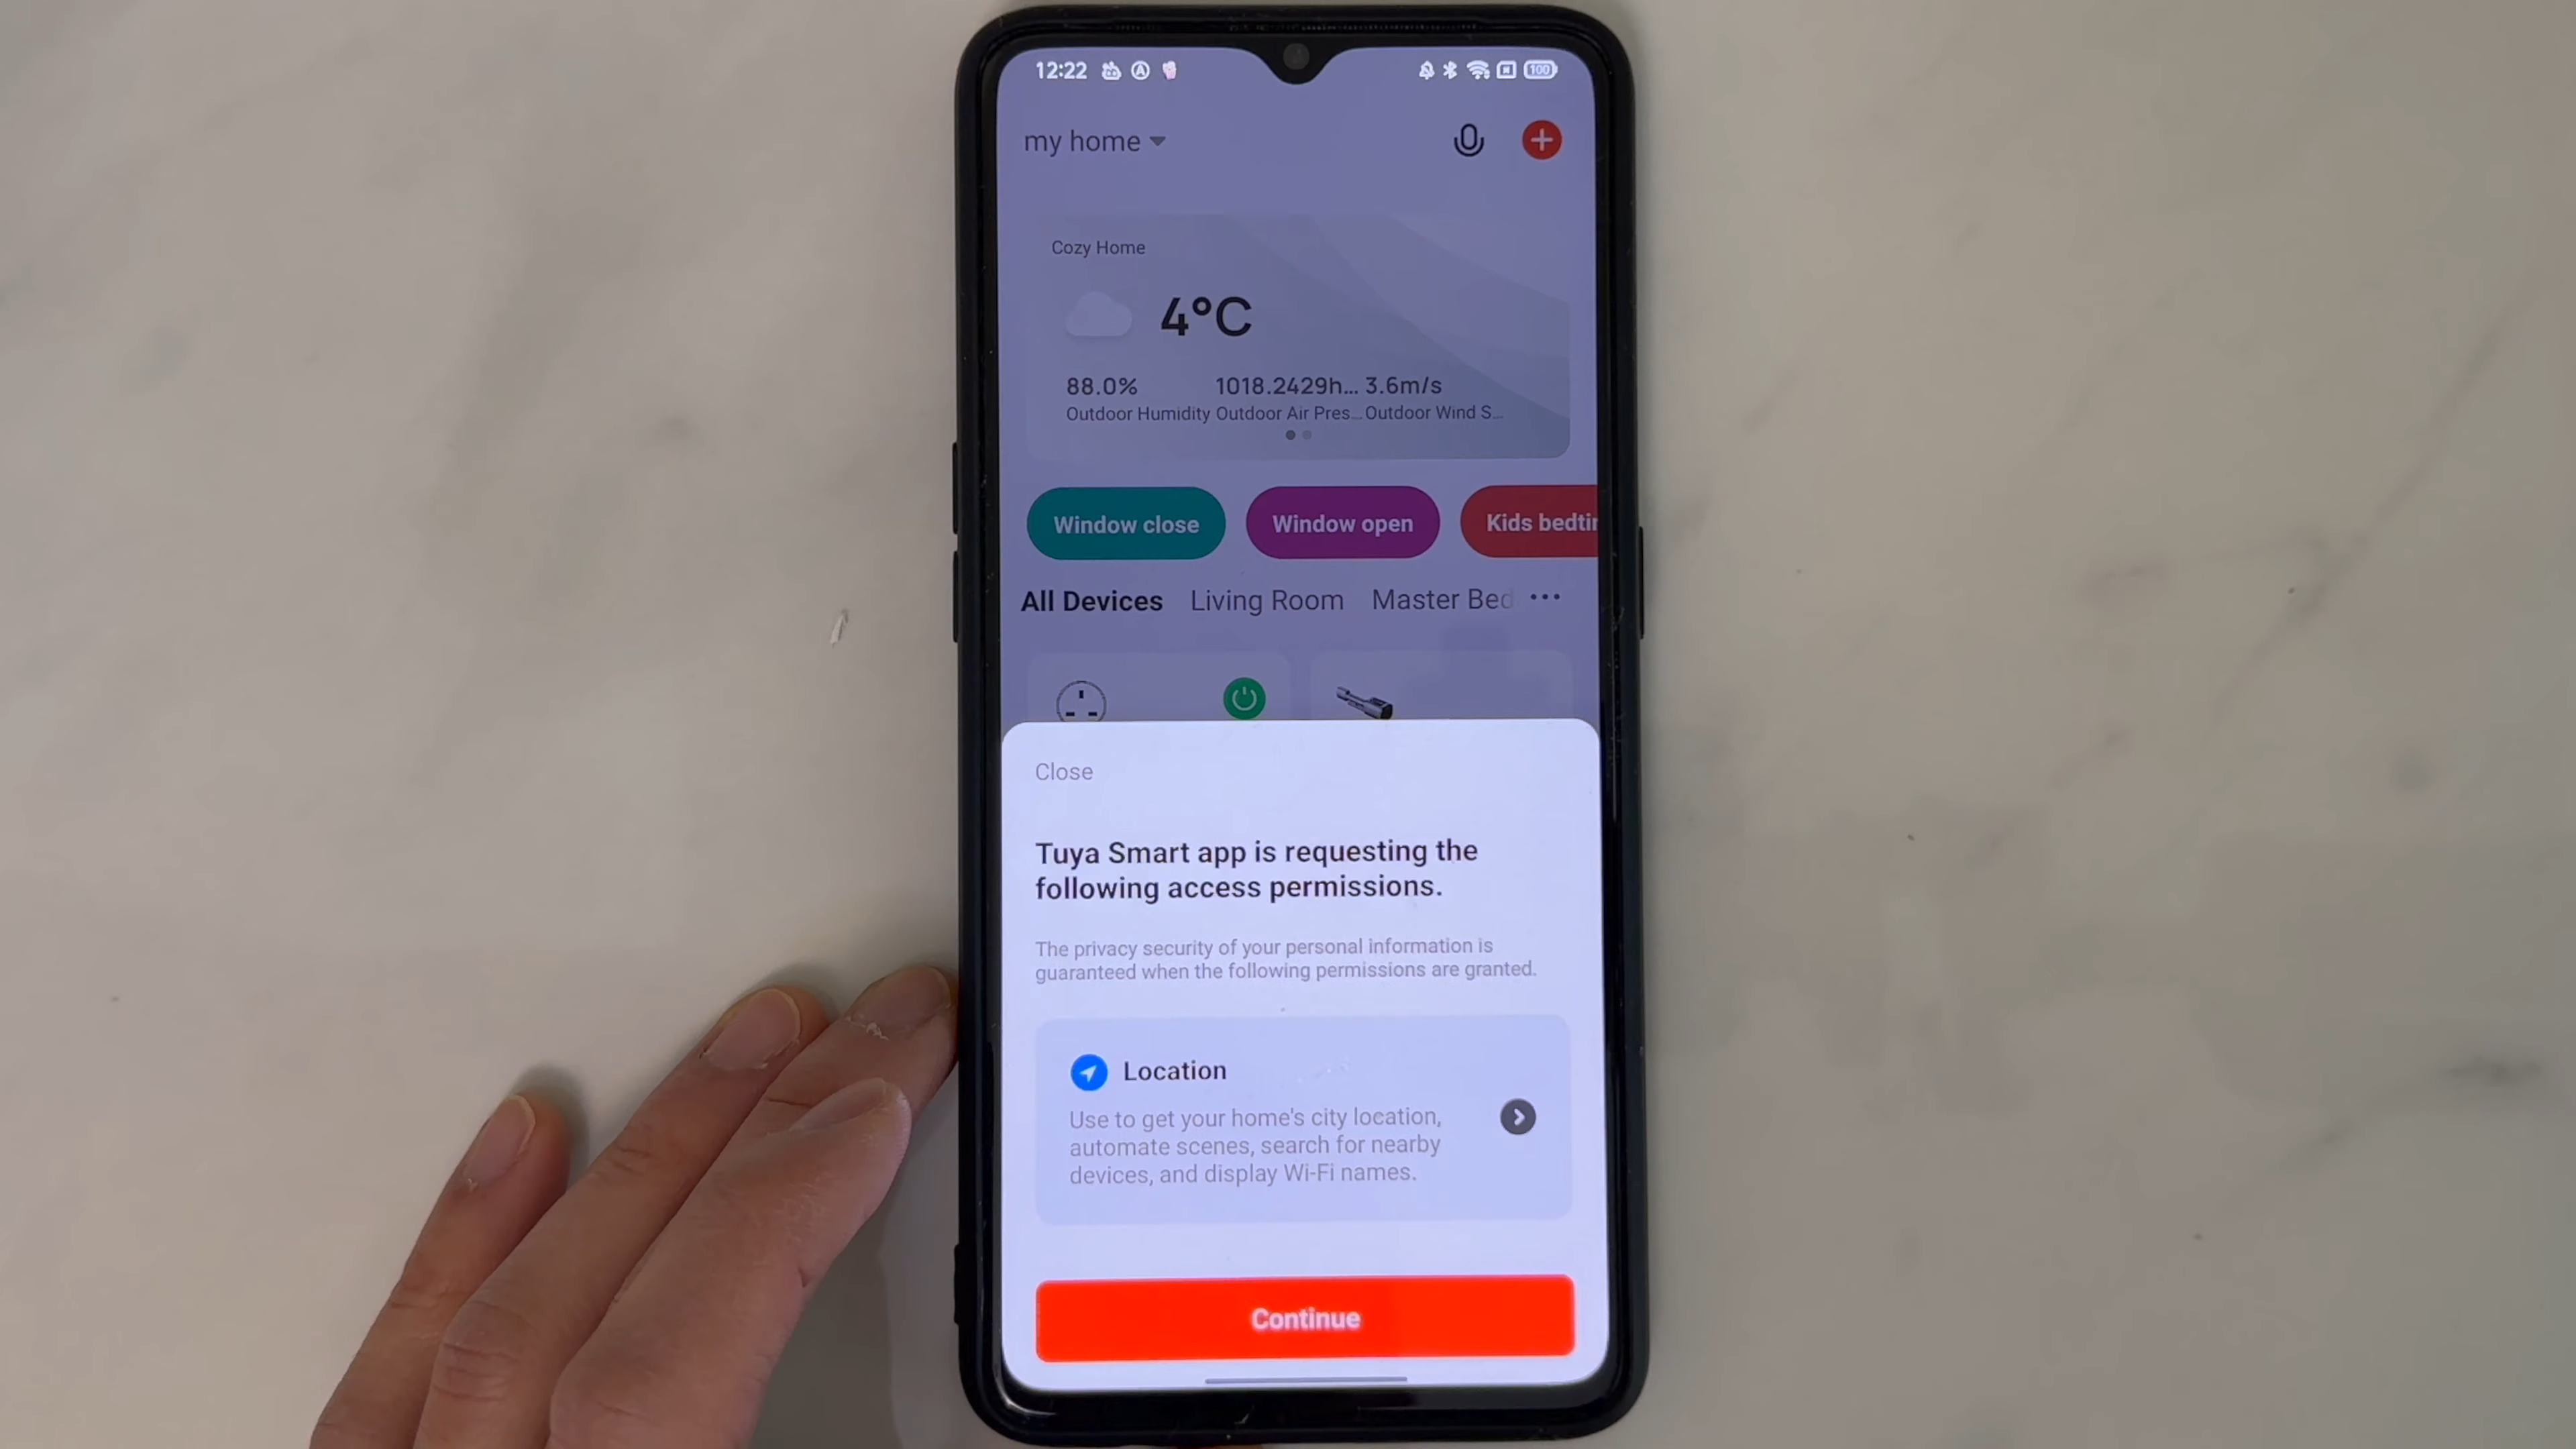 12:22
100
my home
Cozy Home
4°C
88.0% 1018.2429h... 3.6m/s
Outdoor Humidity Outdoor Air Pres... Outdoor Wind S...
Window close Window open Kids bedti
All Devices Living Room Master Bed ...
Close
Tuya Smart app is requesting the
following access permissions.
The privacy security of your personal information is
guaranteed when the following permissions are granted.
Location
Use to get your home's city location,
automate scenes, search for nearby
devices, and display Wi-Fi names.
Continue